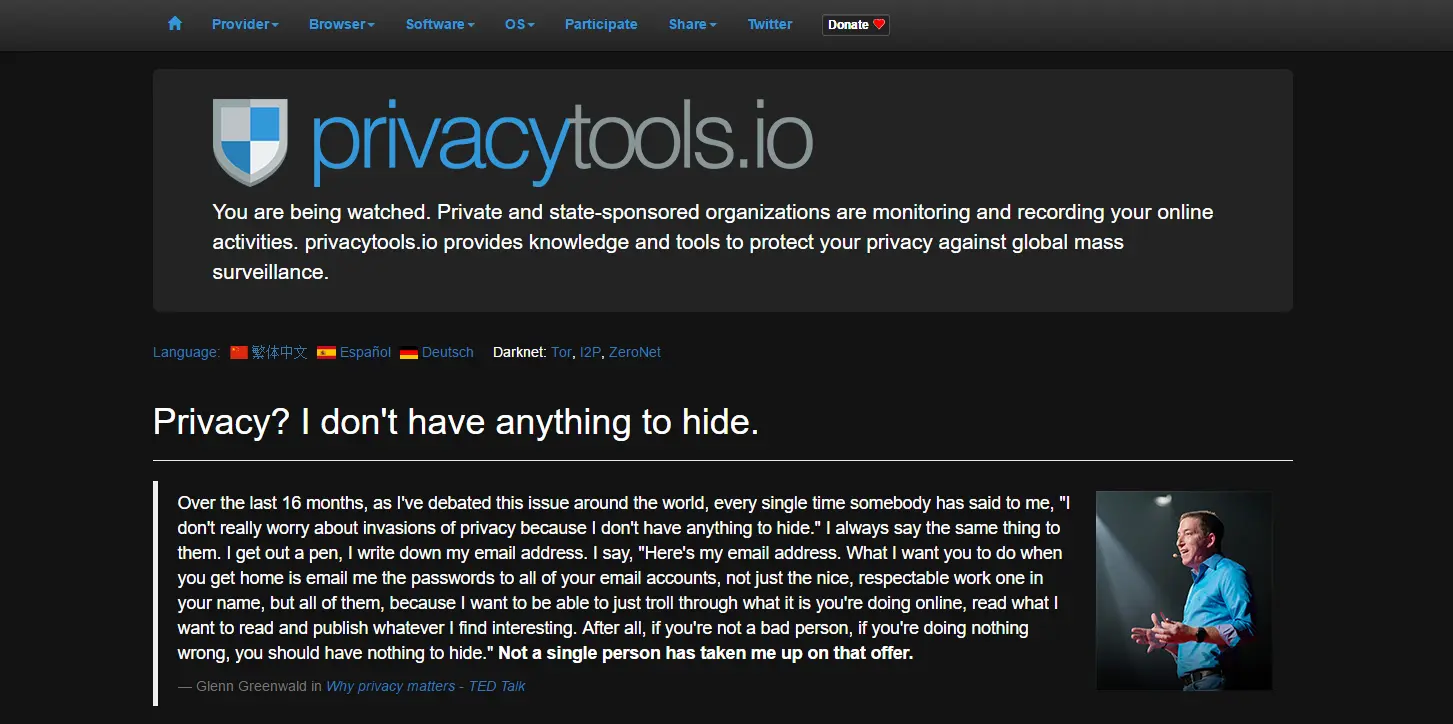 Provider Browser Software OS Participate Share Twitter Donate
privacytools.io
You are being watched. Private and state-sponsored organizations are monitoring and recording your online
activities. privacytools.io provides knowledge and tools to protect your privacy against global mass
surveillance.
Language: 繁体中文 Español Deutsch Darknet: Tor, I2P, ZeroNet
Privacy? I don't have anything to hide.
Over the last 16 months, as I've debated this issue around the world, every single time somebody has said to me, "I
don't really worry about invasions of privacy because I don't have anything to hide." I always say the same thing to
them. I get out a pen, I write down my email address. I say, "Here's my email address. What I want you to do when
you get home is email me the passwords to all of your email accounts, not just the nice, respectable work one in
your name, but all of them, because I want to be able to just troll through what it is you're doing online, read what I
want to read and publish whatever I find interesting. After all, if you're not a bad person, if you're doing nothing
wrong, you should have nothing to hide." Not a single person has taken me up on that offer.
— Glenn Greenwald in Why privacy matters - TED Talk